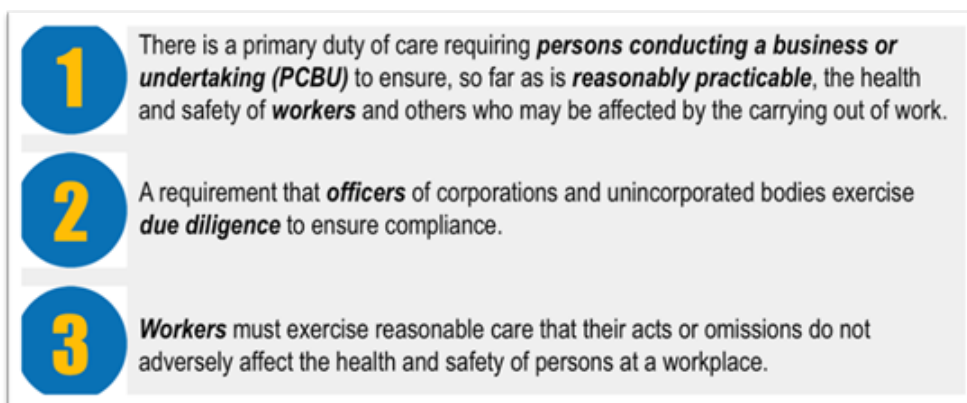 1
There is a primary duty of care requiring persons conducting a business or
undertaking (PCBU) to ensure, so far as is reasonably practicable, the health
and safety of workers and others who may be affected by the carrying out of work.
2
A requirement that officers of corporations and unincorporated bodies exercise
due diligence to ensure compliance.
3
Workers must exercise reasonable care that their acts or omissions do not
adversely affect the health and safety of persons at a workplace.